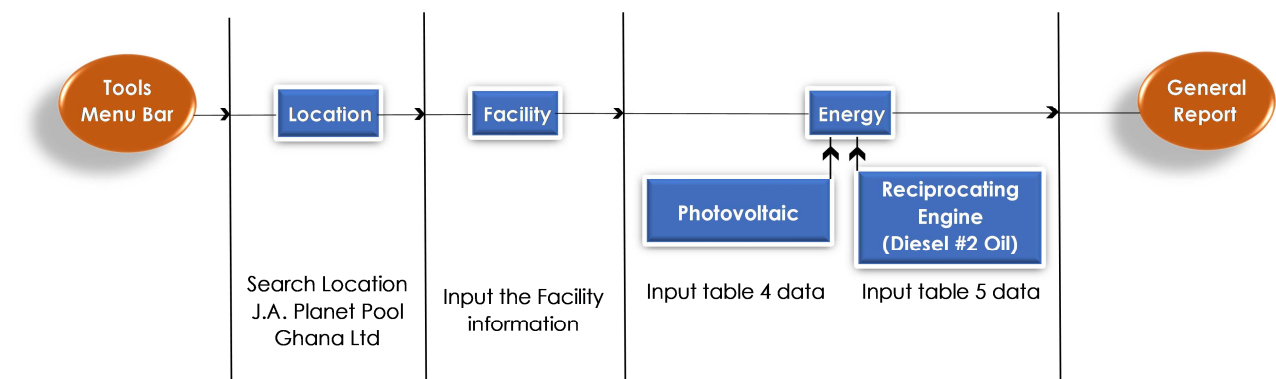 Tools
Menu Bar
Location
Facility
Energy
General
Report
Photovoltaic
Reciprocating
Engine
(Diesel #2 Oil)
Search Location
J.A. Planet Pool
Ghana Ltd
Input the Facility
information
Input table 4 data
Input table 5 data